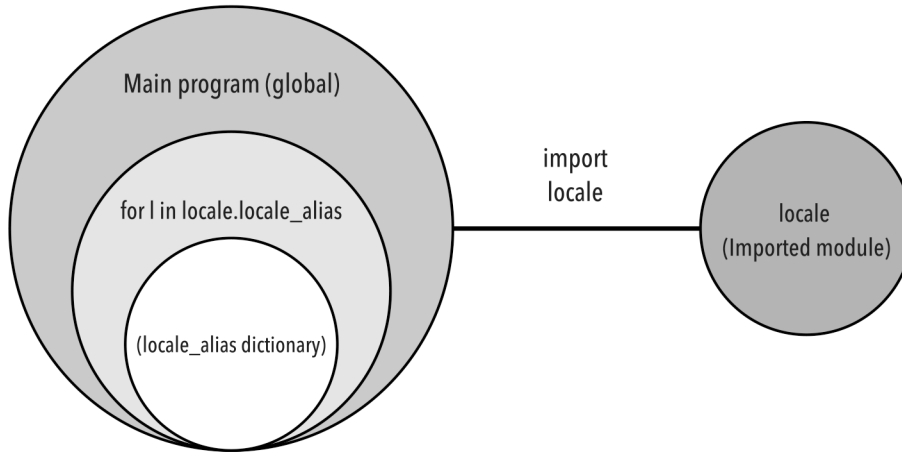 Main program (global)
for l in locale.locale_alias
(locale_alias dictionary)
import
locale
locale
(Imported module)